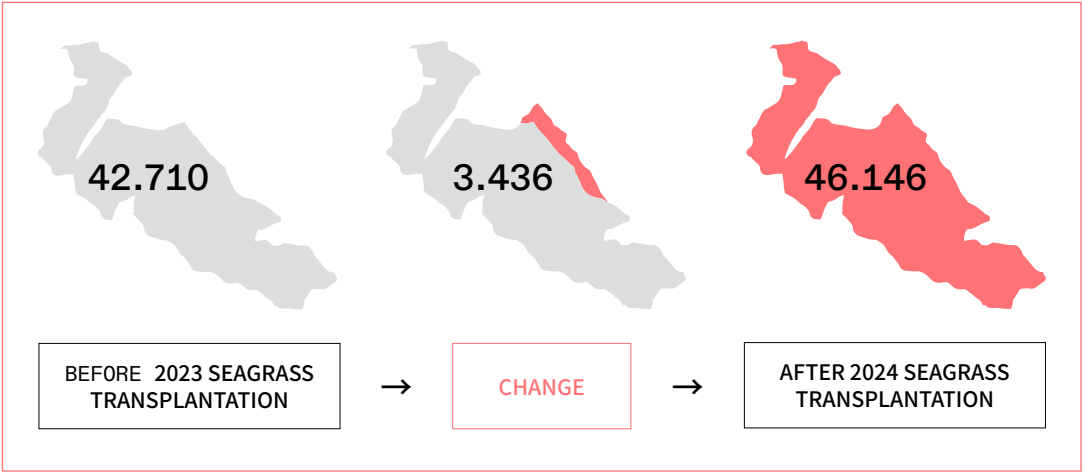 42.710
3.436
46.146
BEFORE 2023 SEAGRASS
TRANSPLANTATION
→
CHANGE
→
AFTER 2024 SEAGRASS
TRANSPLANTATION